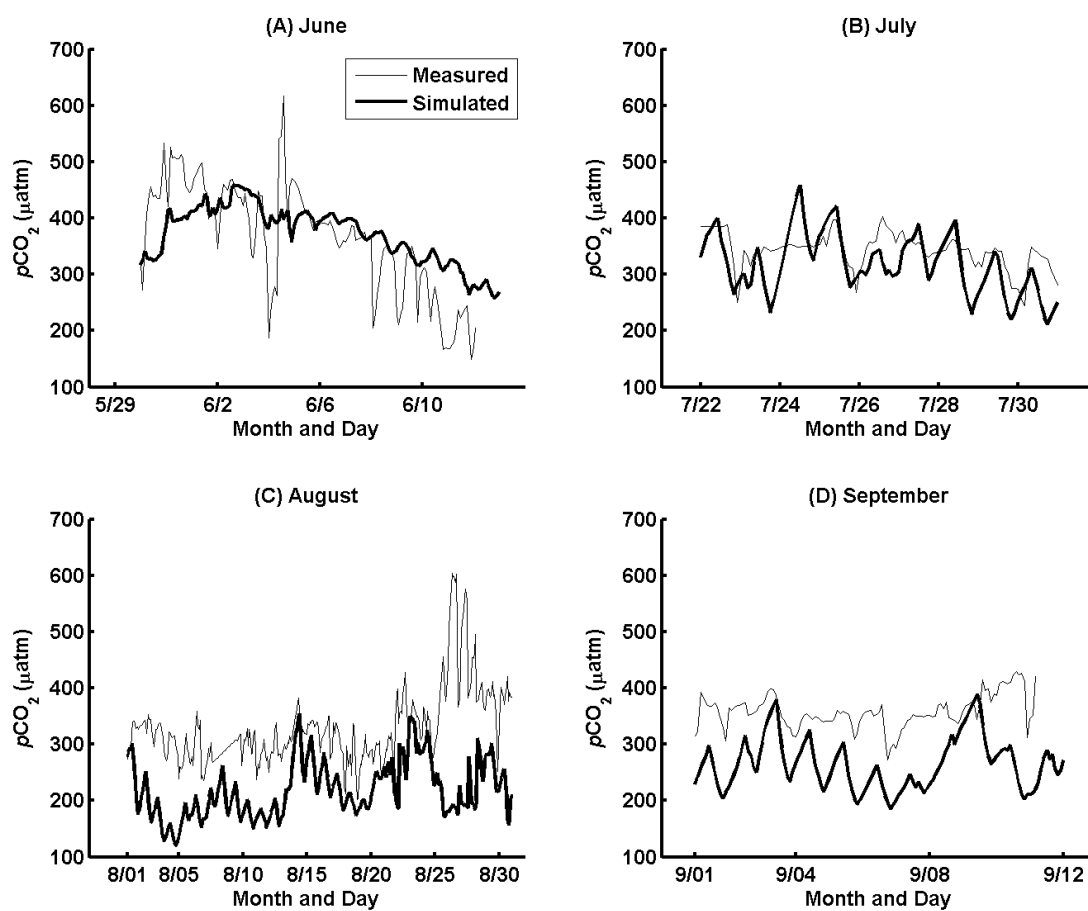 (A) June
700
600
500
400
300
200
100
pCO2 (μatm)
Measured
Simulated
5/29 6/2 6/6 6/10
Month and Day
(B) July
700
600
500
400
300
200
100
pCO2 (μatm)
7/22 7/24 7/26 7/28 7/30
Month and Day
(C) August
700
600
500
400
300
200
100
pCO2 (μatm)
8/01 8/05 8/10 8/15 8/20 8/25 8/30
Month and Day
(D) September
700
600
500
400
300
200
100
pCO2 (μatm)
9/01 9/04 9/08 9/12
Month and Day